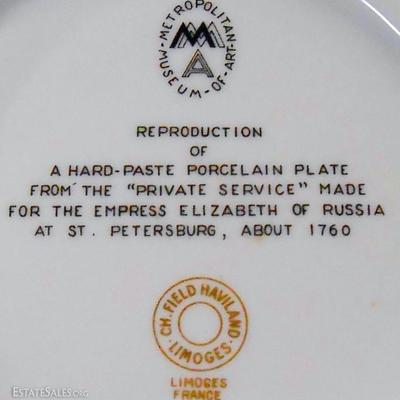 METROPOLITAN
MUSEUM-OF-ART
MMA
REPRODUCTION
OF
A HARD-PASTE PORCELAIN PLATE
FROM THE "PRIVATE SERVICE" MADE
FOR THE EMPRESS ELIZABETH OF RUSSIA
AT ST. PETERSBURG, ABOUT 1760
CH. FIELD HAVILAND
LIMOGES
LIMOGES
FRANCE
ESTATESALES.ORG